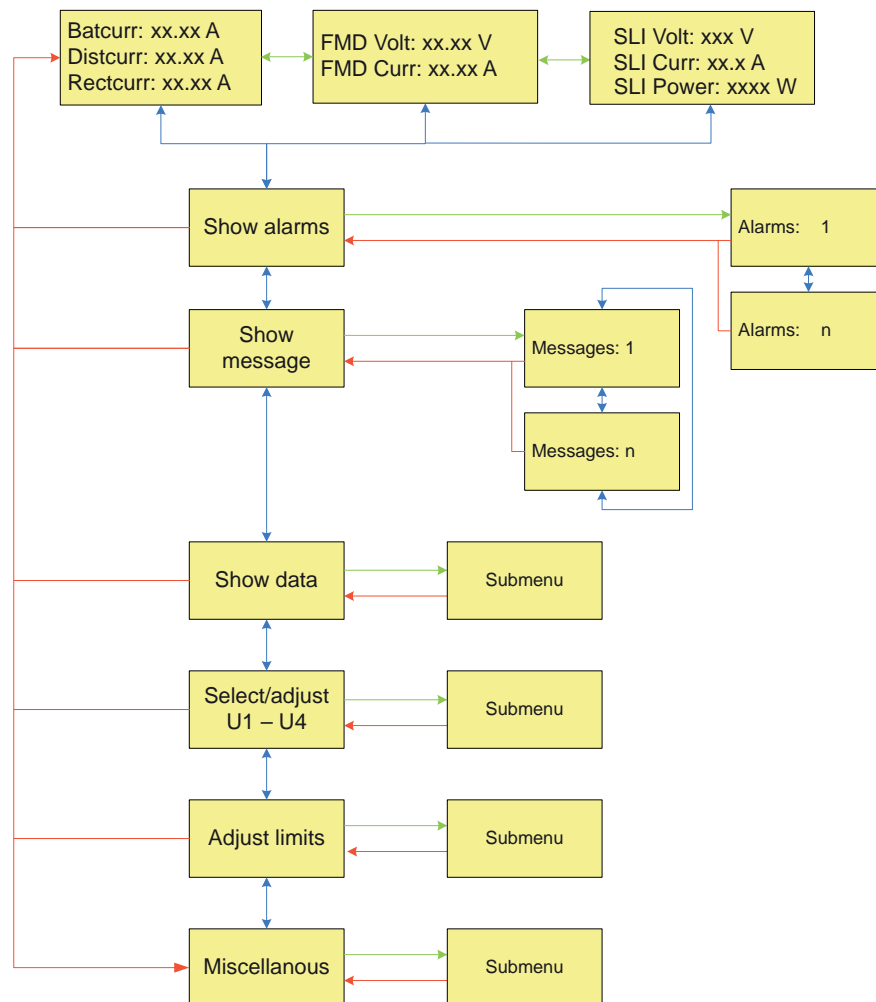 Batcurr: xx.xx A
Distcurr: xx.xx A
Rectcurr: xx.xx A
FMD Volt: xx.xx V
FMD Curr: xx.xx A
SLI Volt: xxx V
SLI Curr: xx.x A
SLI Power: xxxx W
Show alarms
Alarms: 1
Alarms: n
Show
message
Messages: 1
Messages: n
Show data
Submenu
Select/adjust
U1 – U4
Submenu
Adjust limits
Submenu
Miscellanous
Submenu